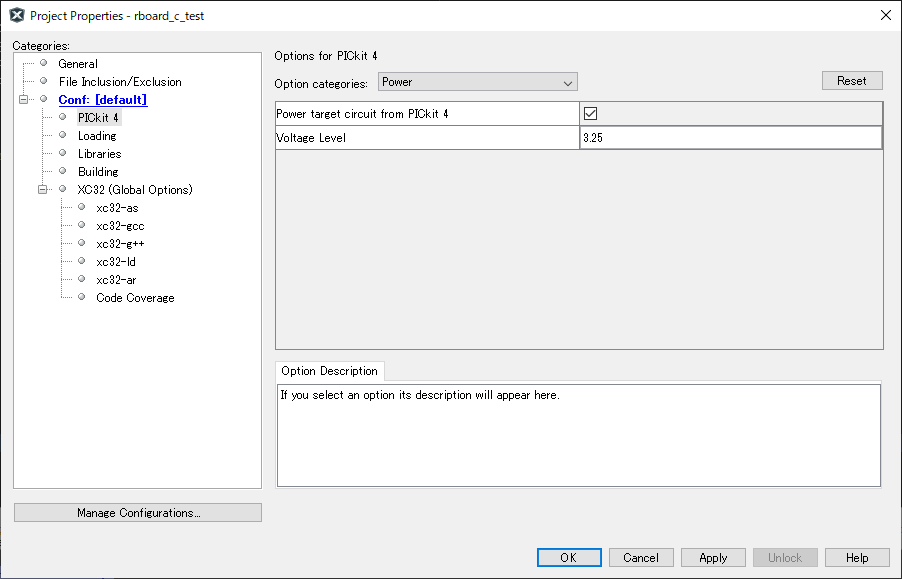 Project Properties - rboard_c_test
Categories:
General
File Inclusion/Exclusion
Conf: [default]
PICkit 4
Loading
Libraries
Building
XC32 (Global Options)
xc32-as
xc32-gcc
xc32-g++
xc32-ld
xc32-ar
Code Coverage
Manage Configurations...
Options for PICkit 4
Option categories: Power Reset
Power target circuit from PICkit 4
Voltage Level 3.25
Option Description
If you select an option its description will appear here.
OK Cancel Apply Unlock Help